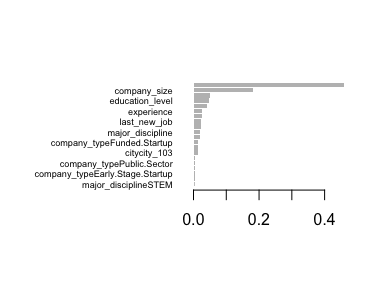 company_size
education_level
experience
last_new_job
major_discipline
company_typeFunded.Startup
citycity_103
company_typePublic.Sector
company_typeEarly.Stage.Startup
major_disciplineSTEM
0.0 0.2 0.4